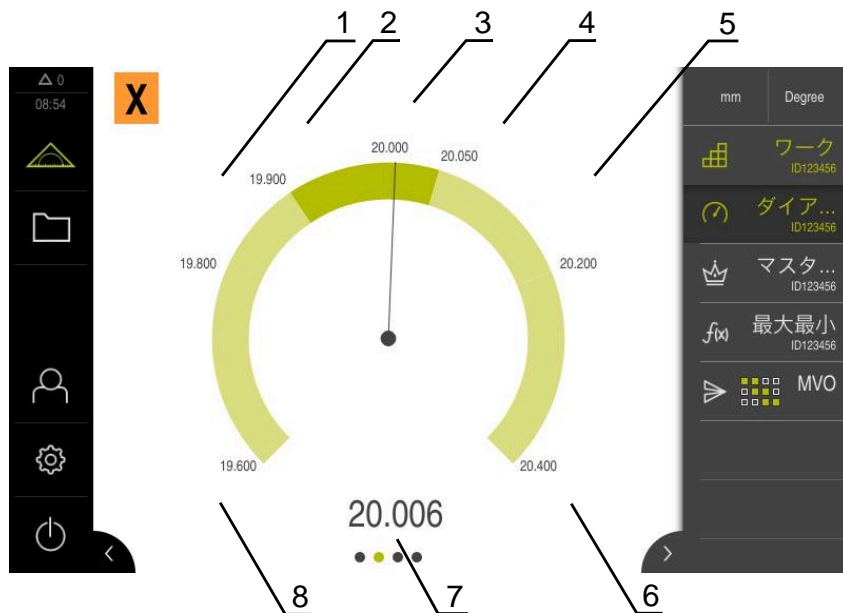 1 2 3 4 5
0
08:54
X
mm Degree
ワーク
ID123456
ダイア...
ID123456
マスタ...
ID123456
f(x) 最大最小
ID123456
MVO
20.000
20.050
19.900
19.800
20.200
19.600
20.400
20.006
8 7 6